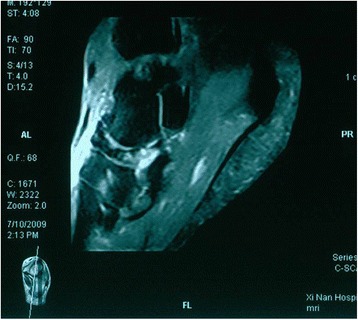 M: 192*129
ST: 4:08
FA: 90
TI: 70
S: 4/13
T: 4.0
D: 15.2
1 c
AL
PR
Q.F.: 68
C: 1671
W: 2322
Zoom: 2.0
7/10/2009
2:13 PM
Series
C-SC
FL
Xi Nan Hosp
mri